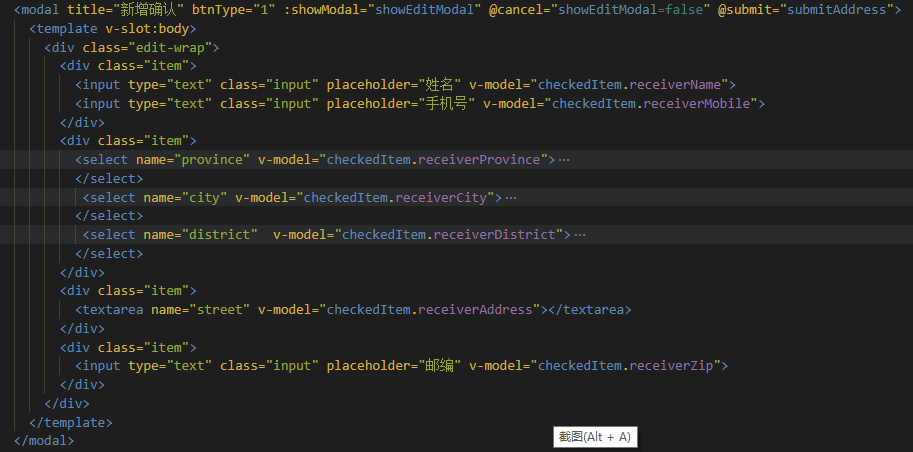 <modal title="新增确认" btnType="1" :showModal="showEditModal" @cancel="showEditModal=false" @submit="submitAddress">
<template v-slot:body>
<div class="edit-wrap">
<div class="item">
<input type="text" class="input" placeholder="姓名" v-model="checkedItem.receiverName">
<input type="text" class="input" placeholder="手机号" v-model="checkedItem.receiverMobile">
</div>
<div class="item">
<select name="province" v-model="checkedItem.receiverProvince">…
</select>
<select name="city" v-model="checkedItem.receiverCity">…
</select>
<select name="district"  v-model="checkedItem.receiverDistrict">…
</select>
</div>
<div class="item">
<textarea name="street" v-model="checkedItem.receiverAddress"></textarea>
</div>
<div class="item">
<input type="text" class="input" placeholder="邮编" v-model="checkedItem.receiverZip">
</div>
</div>
</template>
截图(Alt + A)
</modal>